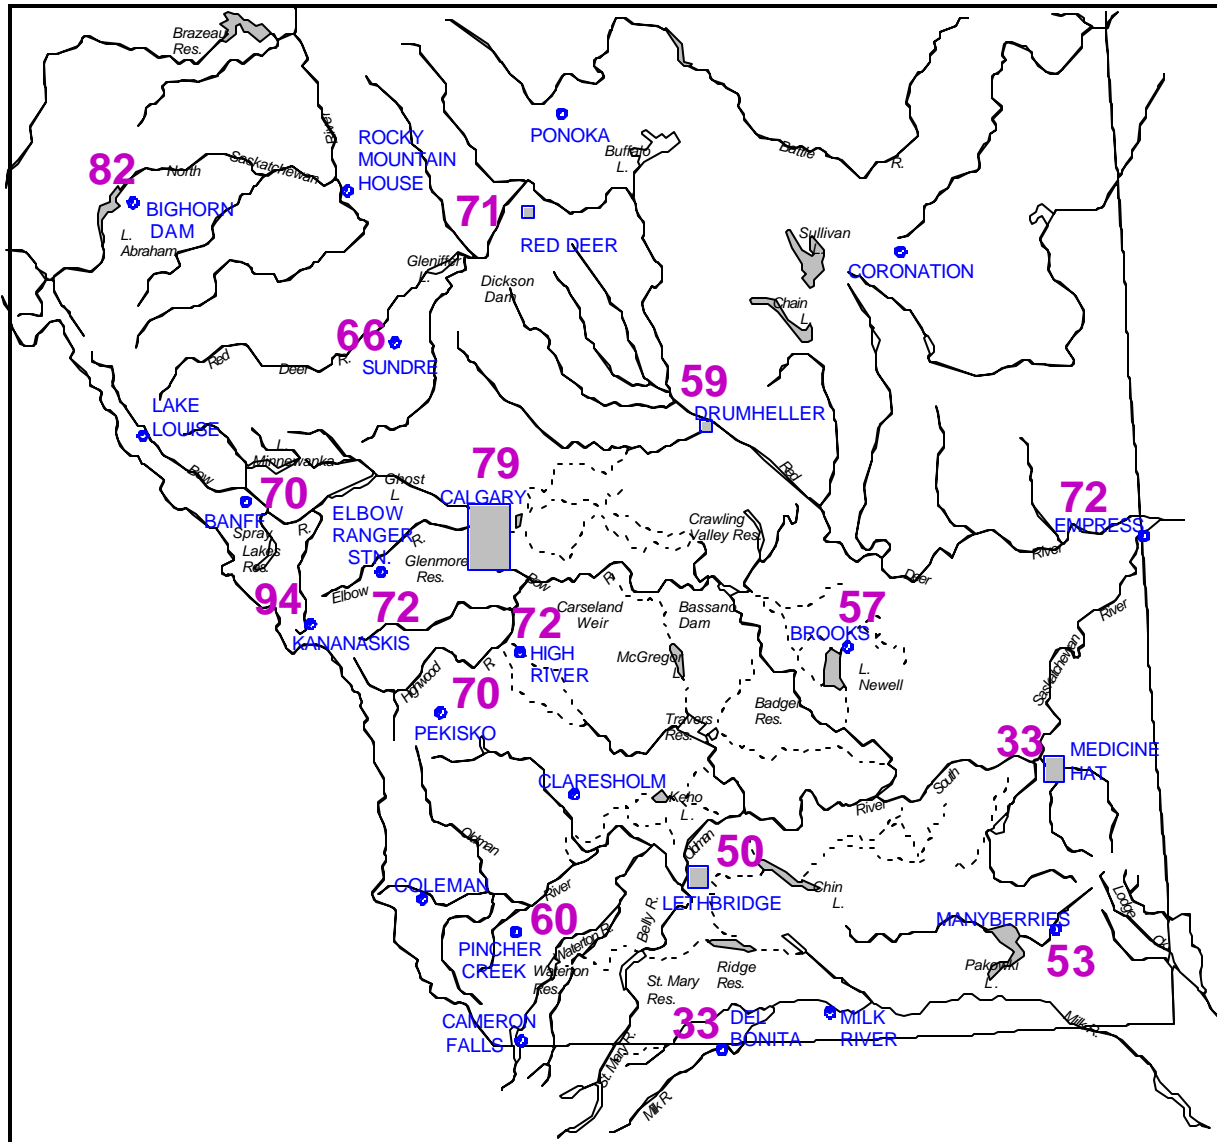 Brazeau
Res.
River
ROCKY
MOUNTAIN
HOUSE
PONOKA
Buffalo
L.
Battle
R.
82
North
Saskatchewan
BIGHORN
DAM
L.
Abraham
71
RED DEER
Sullivan
L.
CORONATION
Gleniffer
L.
Dickson
Dam
Chain
L.
66
SUNDRE
Red
Deer
R.
59
DRUMHELLER
LAKE
LOUISE
L.
Minnewanka
Bow
Ghost
L.
79
CALGARY
Red
70
BANFF
R.
ELBOW
RANGER
STN.
R.
Glenmore
Res.
Spray
Lakes
Res.
Crawling
Valley Res.
72
EMPRESS
River
Deer
94
KANANASKIS
Elbow
72
Bow
R.
Carseland
Weir
Bassano
Dam
57
BROOKS
River
72
HIGH
RIVER
McGregor
L.
L.
Newell
Saskatchewan
Highwood
R.
70
PEKISKO
Travers
Res.
Badger
Res.
33
MEDICINE
HAT
CLARESHOLM
Keno
L.
River
South
Oldman
Oldman
50
LETHBRIDGE
Chin
L.
COLEMAN
River
60
PINCHER
CREEK
Waterton R.
Waterton
Res.
Belly R.
MANYBERRIES
53
Pakowki
L.
Lodge
Ck.
St. Mary
Res.
Ridge
Res.
CAMERON
FALLS
33
DEL
BONITA
MILK
RIVER
Milk R.
St. Mary R.
Milk R.